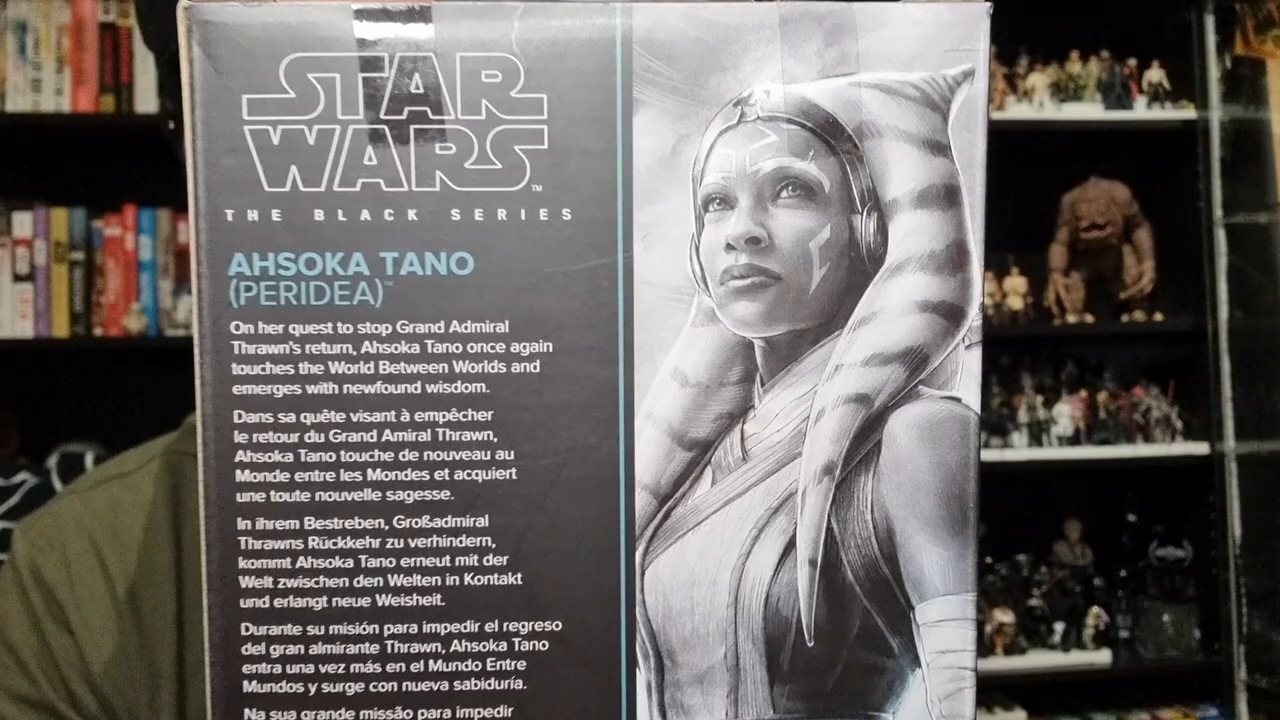 STAR
WARS™
THE BLACK SERIES
AHSOKA TANO
(PERIDEA)™
On her quest to stop Grand Admiral
Thrawn's return, Ahsoka Tano once again
touches the World Between Worlds and
emerges with newfound wisdom.
Dans sa quête visant à empêcher
le retour du Grand Amiral Thrawn,
Ahsoka Tano touche de nouveau au
Monde entre les Mondes et acquiert
une toute nouvelle sagesse.
In ihrem Bestreben, Großadmiral
Thrawns Rückkehr zu verhindern,
kommt Ahsoka Tano erneut mit der
Welt zwischen den Welten in Kontakt
und erlangt neue Weisheit.
Durante su misión para impedir el regreso
del gran almirante Thrawn, Ahsoka Tano
entra una vez más en el Mundo Entre
Mundos y surge con nueva sabiduría.
Na sua grande missão para impedir